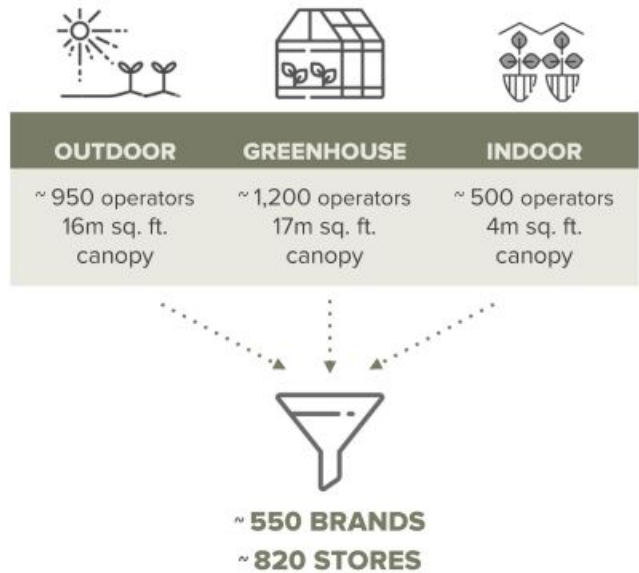 OUTDOOR
~ 950 operators
16m sq. ft.
canopy
GREENHOUSE
~ 1,200 operators
17m sq. ft.
canopy
INDOOR
~ 500 operators
4m sq. ft.
canopy
~ 550 BRANDS
~ 820 STORES